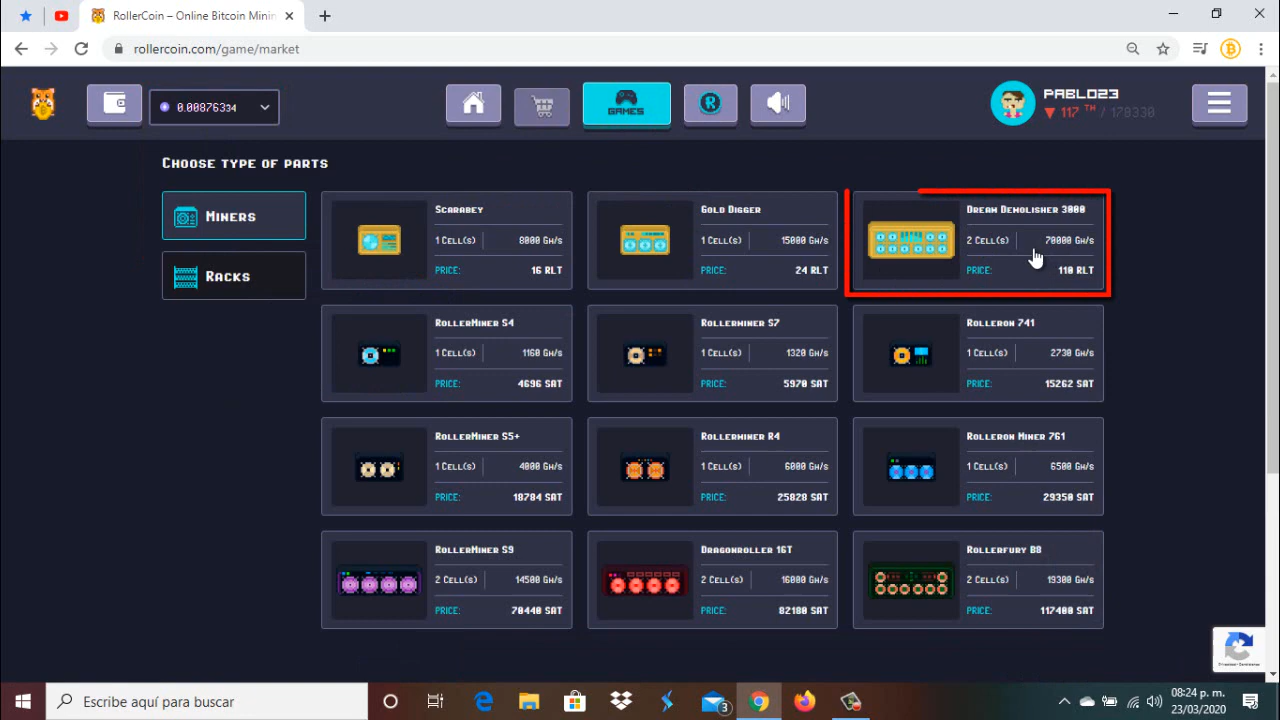 RollerCoin – Online Bitcoin Minin
rollercoin.com/game/market
0.00876334
GAMES
PABLO23
117 TH / 178330
Choose type of parts
Miners
Racks
Scarabey
1 Cell(s) 8000 Gh/s
PRICE: 16 RLT
Gold Digger
1 Cell(s) 15000 Gh/s
PRICE: 24 RLT
Dream Demolisher 3000
2 Cell(s) 70000 Gh/s
PRICE: 110 RLT
RollerMiner S4
1 Cell(s) 1160 Gh/s
PRICE: 4696 SAT
Rollerminer S7
1 Cell(s) 1320 Gh/s
PRICE: 5970 SAT
Rolleron 741
1 Cell(s) 2730 Gh/s
PRICE: 15262 SAT
RollerMiner S5+
1 Cell(s) 4000 Gh/s
PRICE: 18784 SAT
Rollerminer R4
1 Cell(s) 6000 Gh/s
PRICE: 25828 SAT
Rolleron Miner 761
1 Cell(s) 6500 Gh/s
PRICE: 29350 SAT
RollerMiner S9
2 Cell(s) 14500 Gh/s
PRICE: 70440 SAT
Dragonroller 16T
2 Cell(s) 16000 Gh/s
PRICE: 82180 SAT
Rollerfury B8
2 Cell(s) 19300 Gh/s
PRICE: 117400 SAT
Escribe aquí para buscar
3
08:24 p. m.
23/03/2020